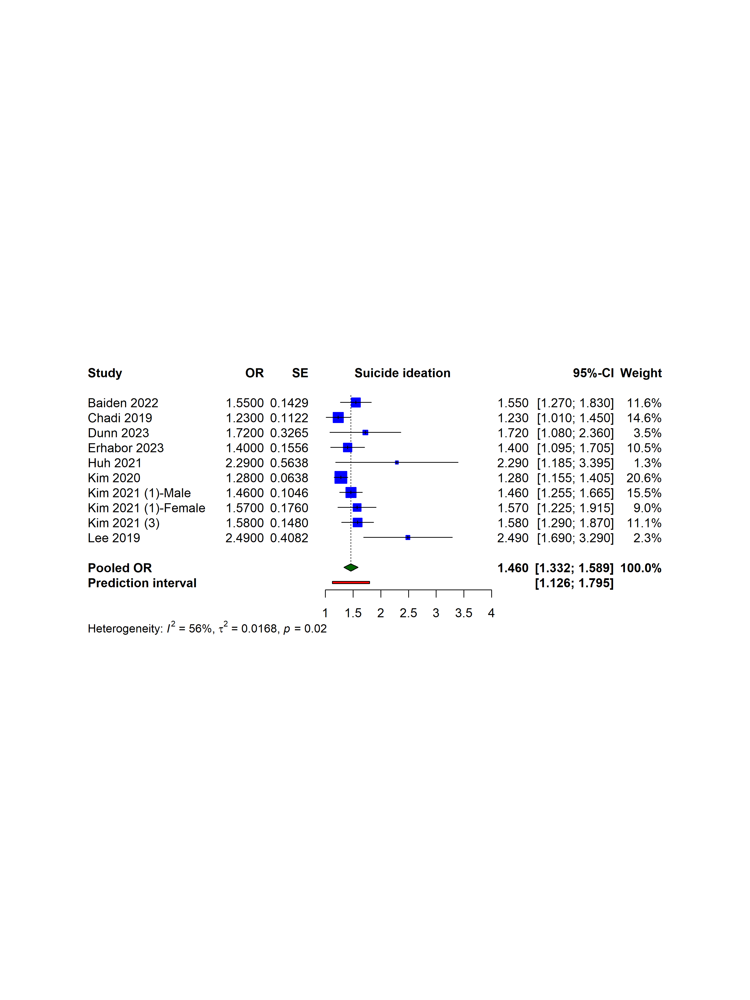 Study OR SE Suicide ideation 95%-CI Weight
Baiden 2022 1.5500 0.1429 1.550 [1.270; 1.830] 11.6%
Chadi 2019 1.2300 0.1122 1.230 [1.010; 1.450] 14.6%
Dunn 2023 1.7200 0.3265 1.720 [1.080; 2.360] 3.5%
Erhabor 2023 1.4000 0.1556 1.400 [1.095; 1.705] 10.5%
Huh 2021 2.2900 0.5638 2.290 [1.185; 3.395] 1.3%
Kim 2020 1.2800 0.0638 1.280 [1.155; 1.405] 20.6%
Kim 2021 (1)-Male 1.4600 0.1046 1.460 [1.255; 1.665] 15.5%
Kim 2021 (1)-Female 1.5700 0.1760 1.570 [1.225; 1.915] 9.0%
Kim 2021 (3) 1.5800 0.1480 1.580 [1.290; 1.870] 11.1%
Lee 2019 2.4900 0.4082 2.490 [1.690; 3.290] 2.3%
Pooled OR 1.460 [1.332; 1.589] 100.0%
Prediction interval [1.126; 1.795]
1 1.5 2 2.5 3 3.5 4
Heterogeneity: I² = 56%, τ² = 0.0168, p = 0.02